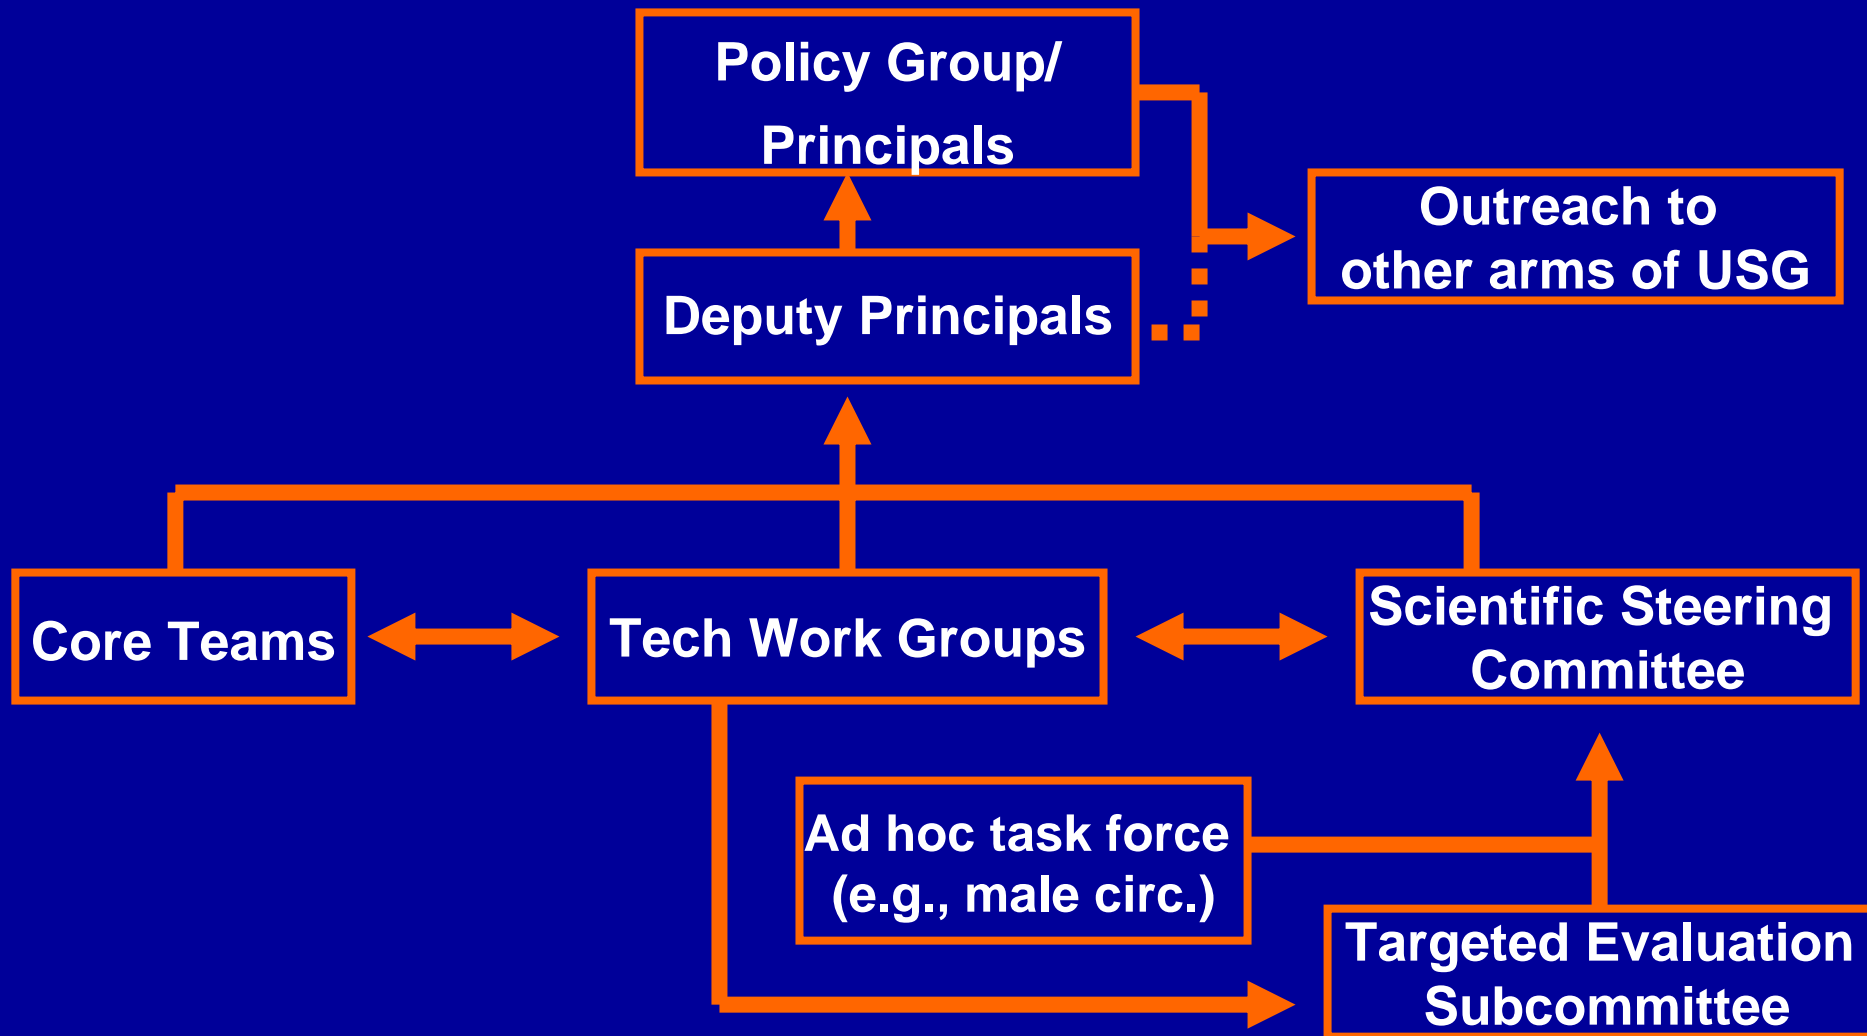 Policy Group/
Principals
Outreach to
other arms of USG
Deputy Principals
Core Teams
Tech Work Groups
Scientific Steering
Committee
Ad hoc task force
(e.g., male circ.)
Targeted Evaluation
Subcommittee